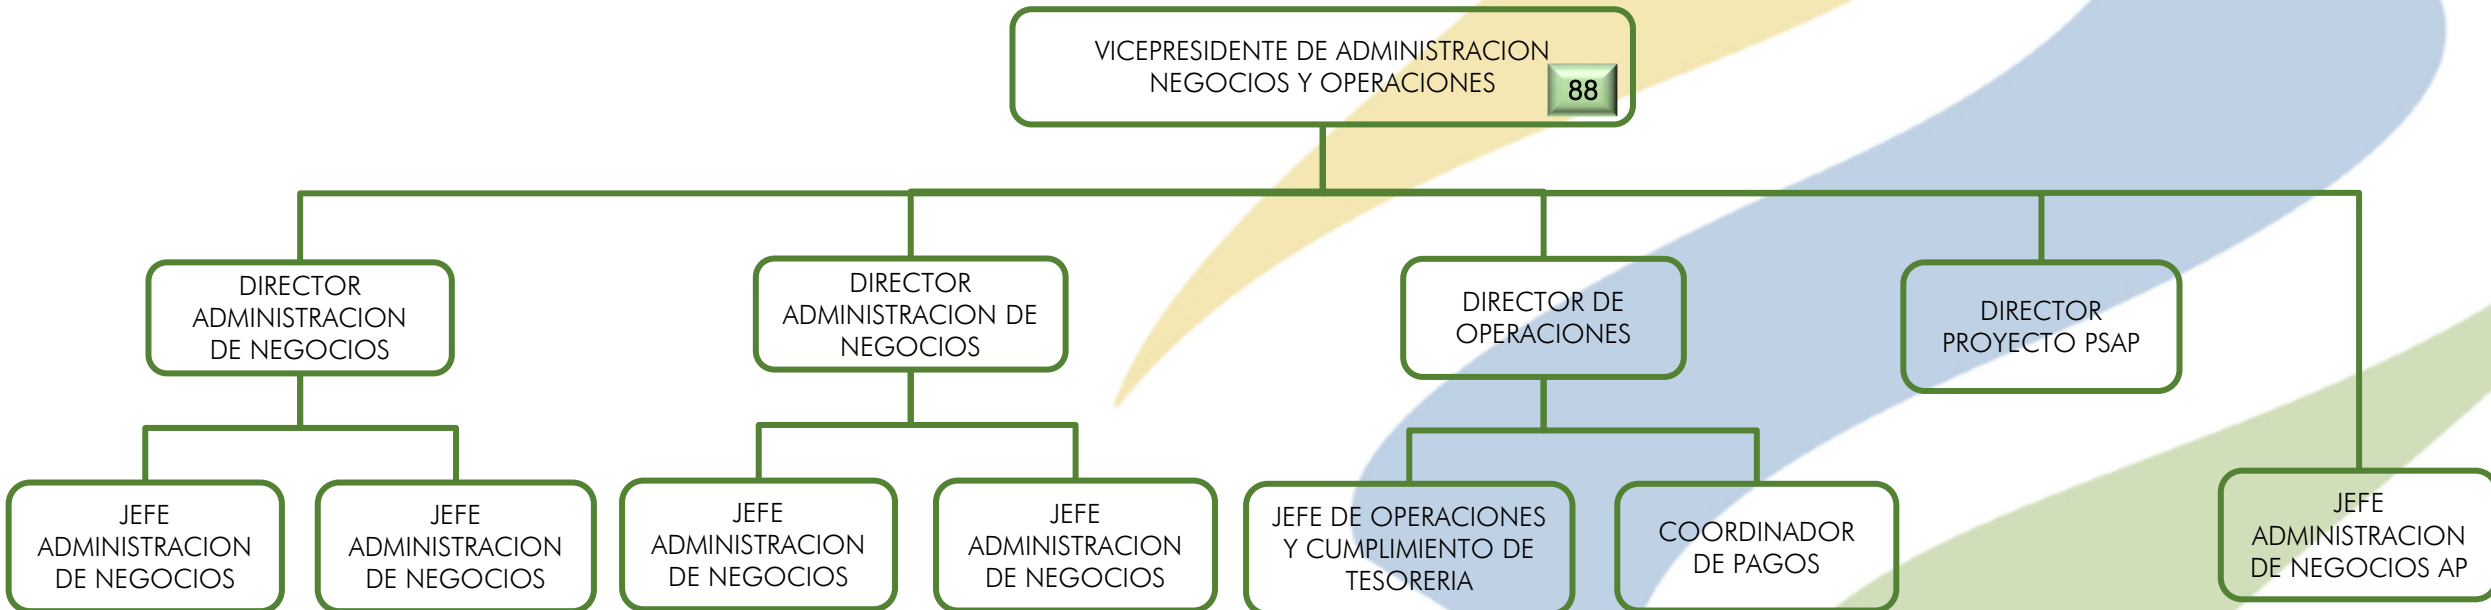 VICEPRESIDENTE DE ADMINISTRACION
NEGOCIOS Y OPERACIONES
88
DIRECTOR
ADMINISTRACION
DE NEGOCIOS
DIRECTOR
ADMINISTRACION DE
NEGOCIOS
DIRECTOR DE
OPERACIONES
DIRECTOR
PROYECTO PSAP
JEFE
ADMINISTRACION
DE NEGOCIOS
JEFE
ADMINISTRACION
DE NEGOCIOS
JEFE
ADMINISTRACION
DE NEGOCIOS
JEFE
ADMINISTRACION
DE NEGOCIOS
JEFE DE OPERACIONES
Y CUMPLIMIENTO DE
TESORERIA
COORDINADOR
DE PAGOS
JEFE
ADMINISTRACION
DE NEGOCIOS AP